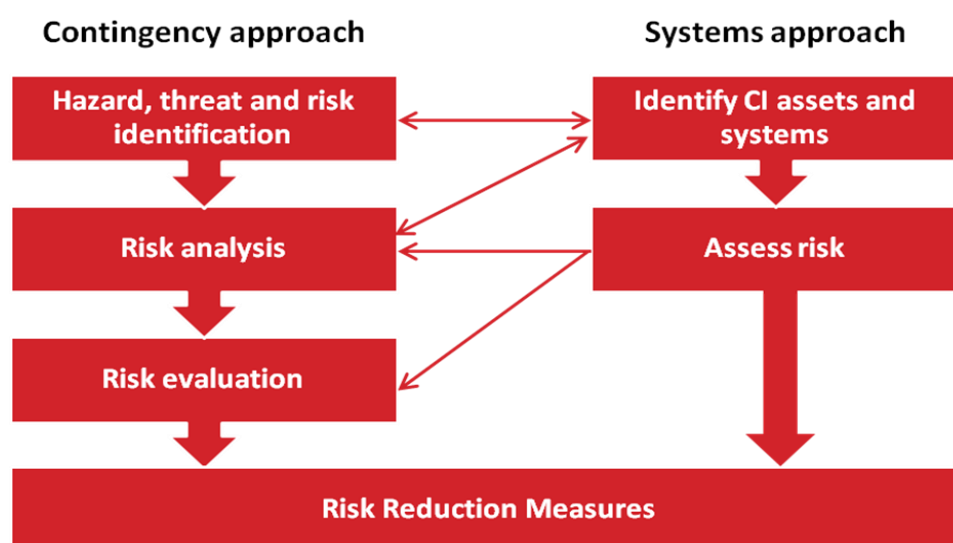 Contingency approach
Systems approach
Hazard, threat and risk
identification
Identify CI assets and
systems
Risk analysis
Assess risk
Risk evaluation
Risk Reduction Measures